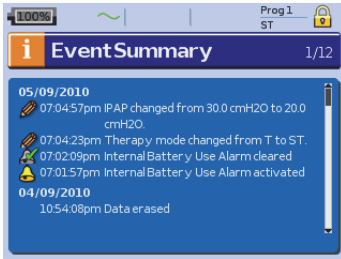 100%
Prog 1
ST
i Event Summary 1/12
05/09/2010
07:04:57pm IPAP changed from 30.0 cmH2O to 20.0
cmH2O.
07:04:23pm Therapy mode changed from T to ST.
07:02:09pm Internal Battery Use Alarm cleared
07:01:57pm Internal Battery Use Alarm activated
04/09/2010
10:54:08pm Data erased